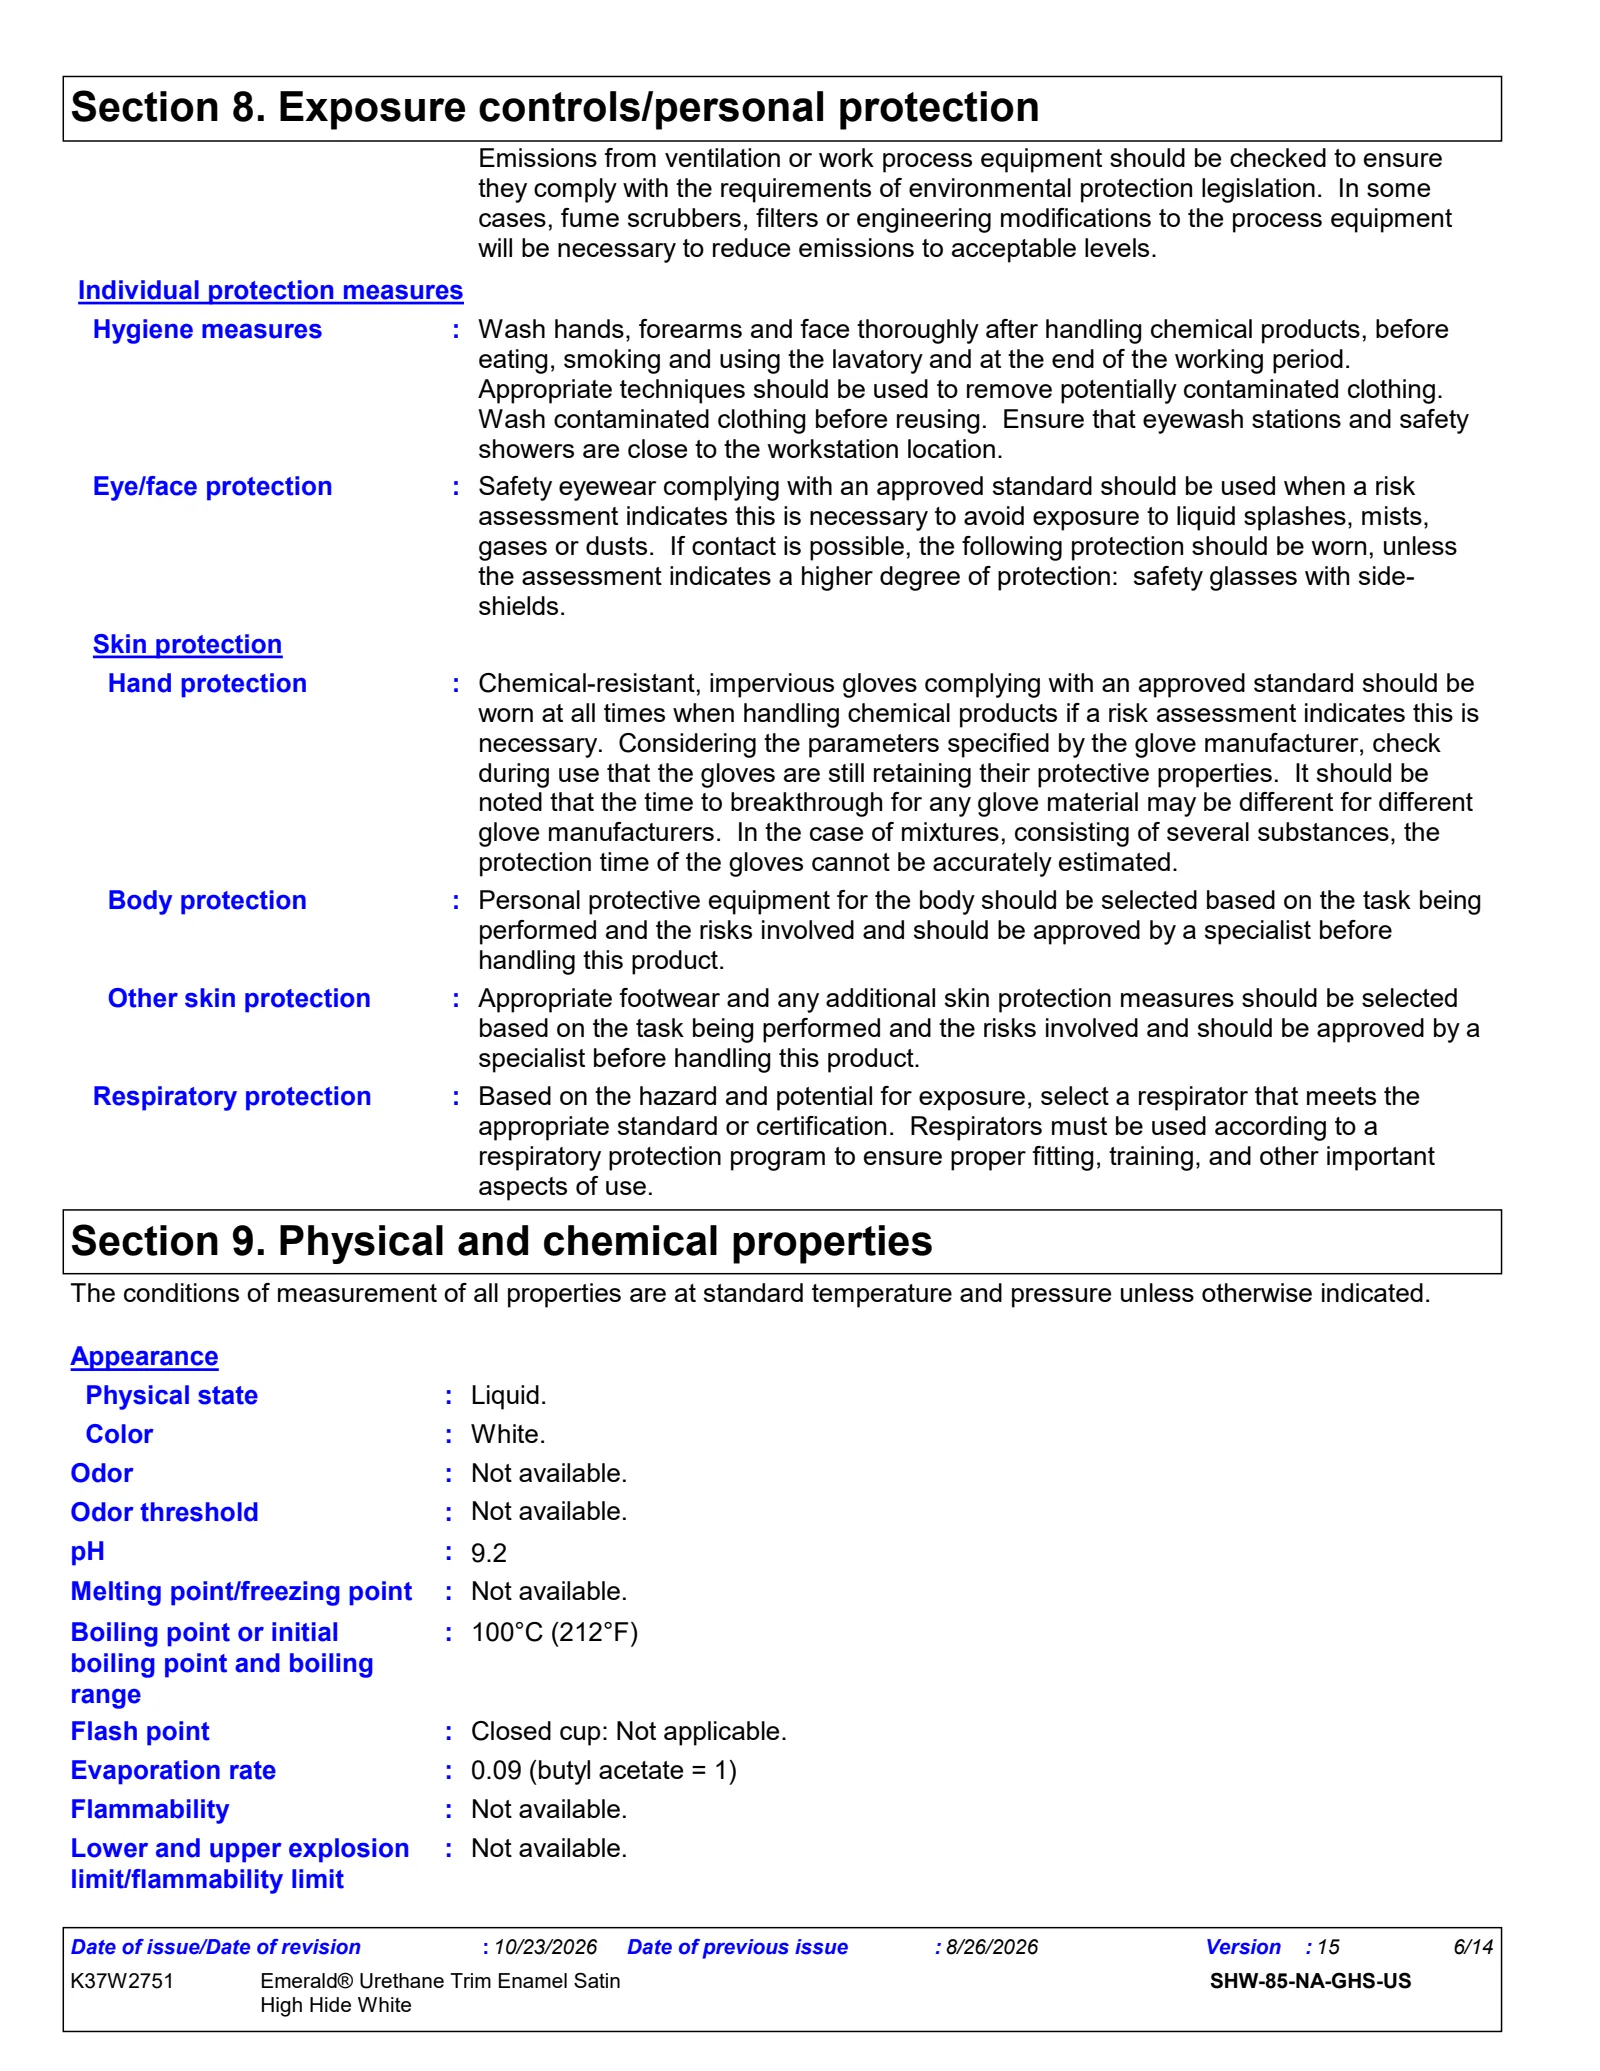 Section 8. Exposure controls/personal protection
Emissions from ventilation or work process equipment should be checked to ensure
they comply with the requirements of environmental protection legislation.  In some
cases, fume scrubbers, filters or engineering modifications to the process equipment
will be necessary to reduce emissions to acceptable levels.
Individual protection measures
Hygiene measures : Wash hands, forearms and face thoroughly after handling chemical products, before
eating, smoking and using the lavatory and at the end of the working period.
Appropriate techniques should be used to remove potentially contaminated clothing.
Wash contaminated clothing before reusing.  Ensure that eyewash stations and safety
showers are close to the workstation location.
Eye/face protection : Safety eyewear complying with an approved standard should be used when a risk
assessment indicates this is necessary to avoid exposure to liquid splashes, mists,
gases or dusts.  If contact is possible, the following protection should be worn, unless
the assessment indicates a higher degree of protection:  safety glasses with side-
shields.
Skin protection
Hand protection : Chemical-resistant, impervious gloves complying with an approved standard should be
worn at all times when handling chemical products if a risk assessment indicates this is
necessary.  Considering the parameters specified by the glove manufacturer, check
during use that the gloves are still retaining their protective properties.  It should be
noted that the time to breakthrough for any glove material may be different for different
glove manufacturers.  In the case of mixtures, consisting of several substances, the
protection time of the gloves cannot be accurately estimated.
Body protection : Personal protective equipment for the body should be selected based on the task being
performed and the risks involved and should be approved by a specialist before
handling this product.
Other skin protection : Appropriate footwear and any additional skin protection measures should be selected
based on the task being performed and the risks involved and should be approved by a
specialist before handling this product.
Respiratory protection : Based on the hazard and potential for exposure, select a respirator that meets the
appropriate standard or certification.  Respirators must be used according to a
respiratory protection program to ensure proper fitting, training, and other important
aspects of use.
Section 9. Physical and chemical properties
The conditions of measurement of all properties are at standard temperature and pressure unless otherwise indicated.
Appearance
Physical state : Liquid.
Color : White.
Odor : Not available.
Odor threshold : Not available.
pH : 9.2
Melting point/freezing point : Not available.
Boiling point or initial : 100°C (212°F)
boiling point and boiling
range
Flash point : Closed cup: Not applicable.
Evaporation rate : 0.09 (butyl acetate = 1)
Flammability : Not available.
Lower and upper explosion : Not available.
limit/flammability limit
Date of issue/Date of revision : 10/23/2026 Date of previous issue : 8/26/2026 Version : 15 6/14
K37W2751 Emerald® Urethane Trim Enamel Satin SHW-85-NA-GHS-US
High Hide White